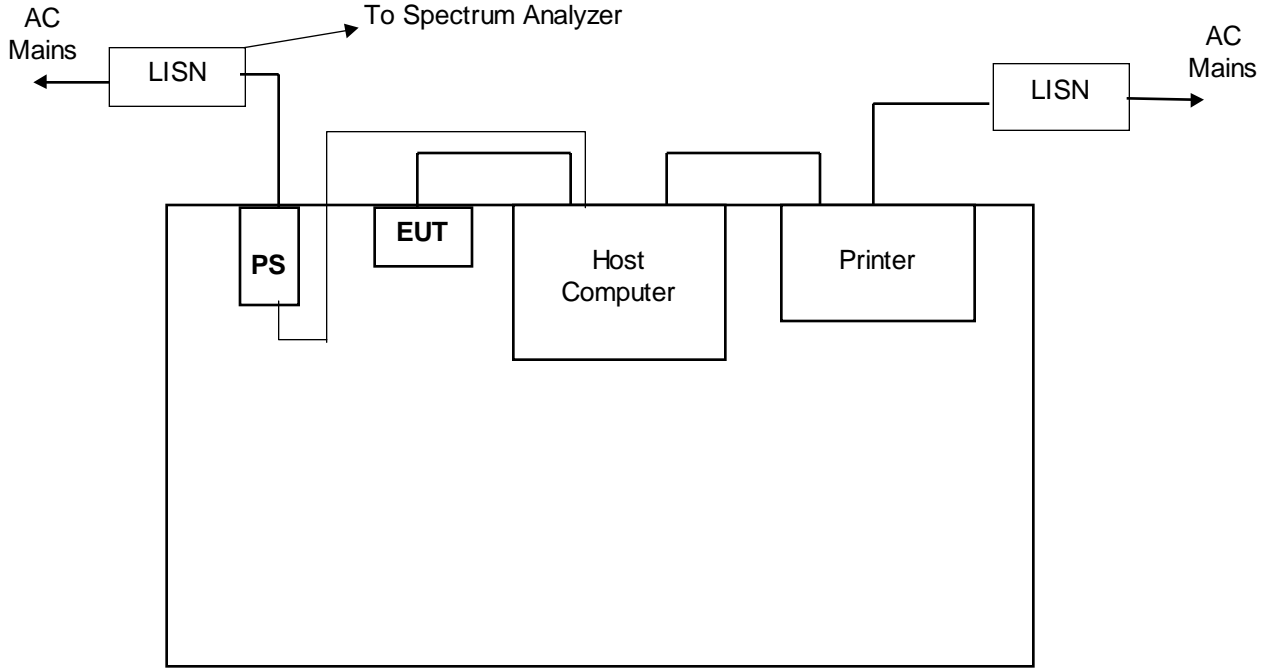 AC
Mains
To Spectrum Analyzer
LISN
AC
Mains
LISN
PS
EUT
Host
Computer
Printer